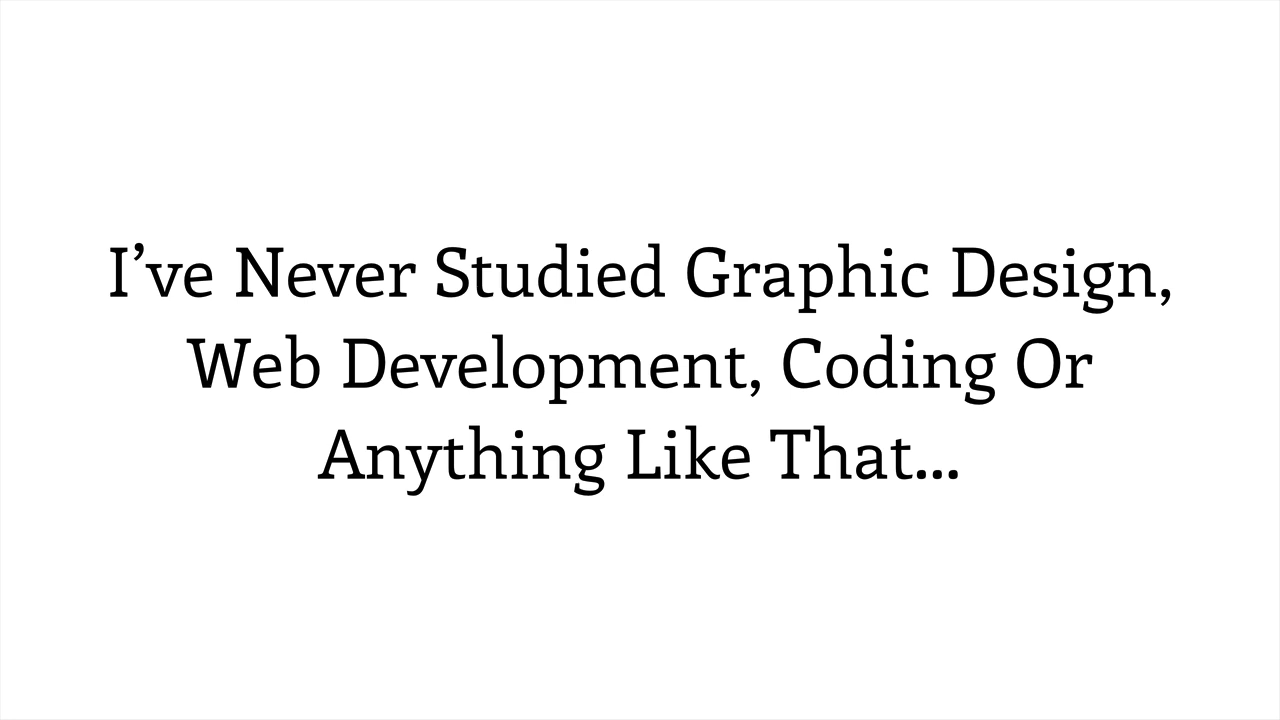 I’ve Never Studied Graphic Design,
Web Development, Coding Or
Anything Like That...